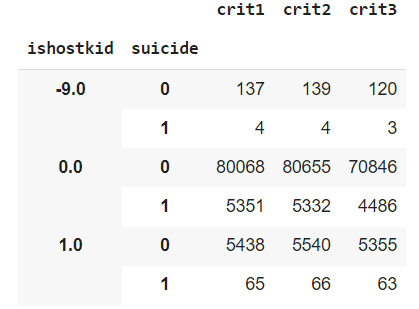 crit1 crit2 crit3
ishostkid suicide
-9.0 0 137 139 120
1 4 4 3
0.0 0 80068 80655 70846
1 5351 5332 4486
1.0 0 5438 5540 5355
1 65 66 63